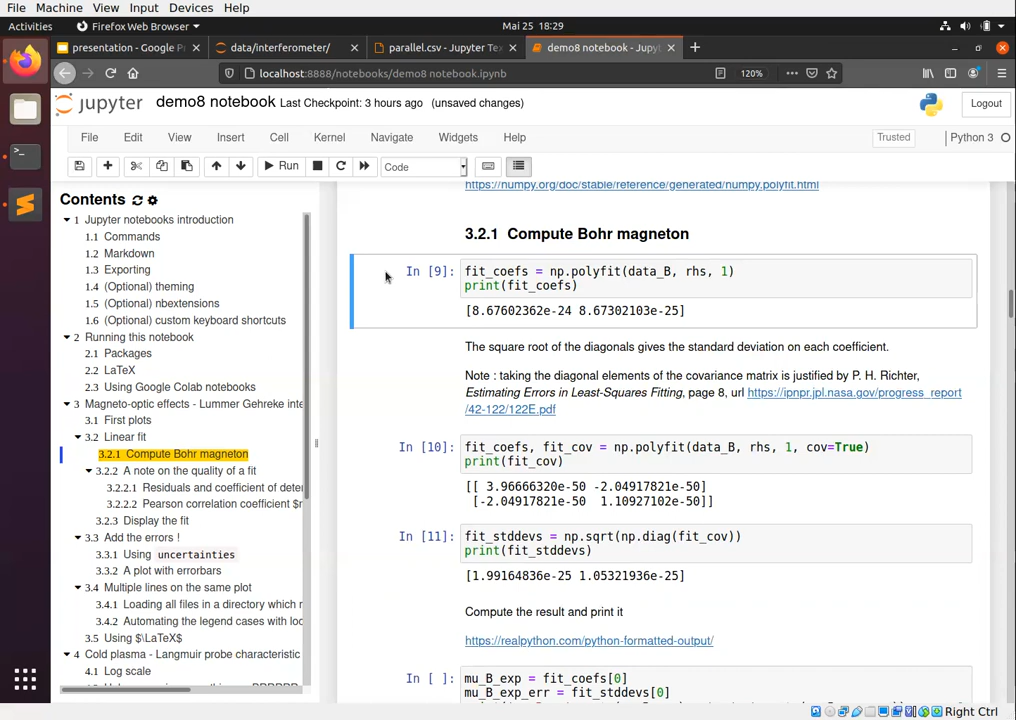 File Machine View Input Devices Help
Activities Firefox Web Browser Mai 25 18:29
presentation - Google P data/interferometer/ parallel.csv - Jupyter Te demo8 notebook - Jupy
localhost:8888/notebooks/demo8 notebook.ipynb 120%
jupyter demo8 notebook Last Checkpoint: 3 hours ago (unsaved changes) Logout
File Edit View Insert Cell Kernel Navigate Widgets Help Trusted Python 3
Run Code
Contents
1 Jupyter notebooks introduction
1.1 Commands
1.2 Markdown
1.3 Exporting
1.4 (Optional) theming
1.5 (Optional) nbextensions
1.6 (Optional) custom keyboard shortcuts
2 Running this notebook
2.1 Packages
2.2 LaTeX
2.3 Using Google Colab notebooks
3 Magneto-optic effects - Lummer Gehreke inte
3.1 First plots
3.2 Linear fit
3.2.1 Compute Bohr magneton
3.2.2 A note on the quality of a fit
3.2.2.1 Residuals and coefficient of deter
3.2.2.2 Pearson correlation coefficient $r
3.2.3 Display the fit
3.3 Add the errors !
3.3.1 Using uncertainties
3.3.2 A plot with errorbars
3.4 Multiple lines on the same plot
3.4.1 Loading all files in a directory which r
3.4.2 Automating the legend cases with loc
3.5 Using $\LaTeX$
4 Cold plasma - Langmuir probe characteristic
4.1 Log scale
https://numpy.org/doc/stable/reference/generated/numpy.polyfit.html
3.2.1 Compute Bohr magneton
In [9]: fit_coefs = np.polyfit(data_B, rhs, 1)
print(fit_coefs)
[8.67602362e-24 8.67302103e-25]
The square root of the diagonals gives the standard deviation on each coefficient.
Note : taking the diagonal elements of the covariance matrix is justified by P. H. Richter,
Estimating Errors in Least-Squares Fitting, page 8, url https://ipnpr.jpl.nasa.gov/progress_report
/42-122/122E.pdf
In [10]: fit_coefs, fit_cov = np.polyfit(data_B, rhs, 1, cov=True)
print(fit_cov)
[[ 3.96666320e-50 -2.04917821e-50]
[-2.04917821e-50 1.10927102e-50]]
In [11]: fit_stddevs = np.sqrt(np.diag(fit_cov))
print(fit_stddevs)
[1.99164836e-25 1.05321936e-25]
Compute the result and print it
https://realpython.com/python-formatted-output/
In [ ]: mu_B_exp = fit_coefs[0]
mu_B_exp_err = fit_stddevs[0]
Right Ctrl